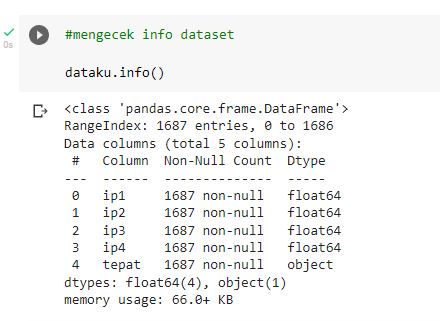 #mengecek info dataset
0s
dataku.info()
<class 'pandas.core.frame.DataFrame'>
RangeIndex: 1687 entries, 0 to 1686
Data columns (total 5 columns):
 #   Column  Non-Null Count  Dtype
---  ------  --------------  -----
 0   ip1     1687 non-null   float64
 1   ip2     1687 non-null   float64
 2   ip3     1687 non-null   float64
 3   ip4     1687 non-null   float64
 4   tepat   1687 non-null   object
dtypes: float64(4), object(1)
memory usage: 66.0+ KB